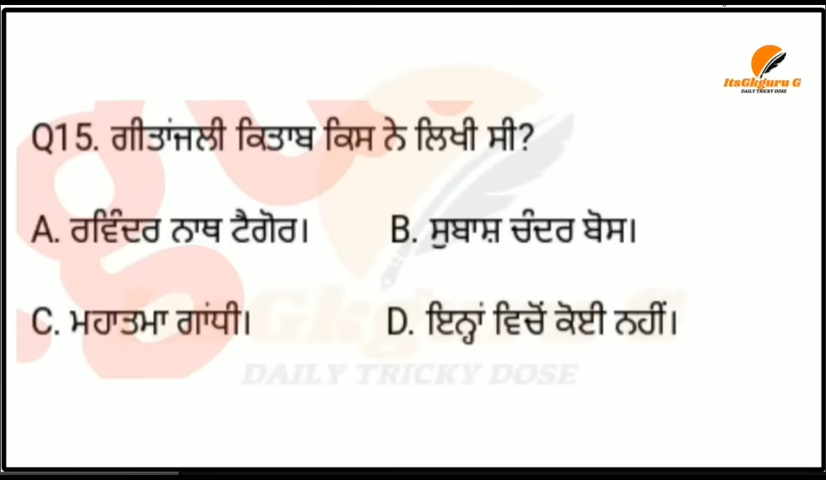 ItsGkguru G
DAILY TRICKY DOSE
Q15. ਗੀਤਾਂਜਲੀ ਕਿਤਾਬ ਕਿਸ ਨੇ ਲਿਖੀ ਸੀ?
A. ਰਵਿੰਦਰ ਨਾਥ ਟੈਗੋਰ। B. ਸੁਬਾਸ਼ ਚੰਦਰ ਬੋਸ।
C. ਮਹਾਤਮਾ ਗਾਂਧੀ। D. ਇਨ੍ਹਾਂ ਵਿਚੋਂ ਕੋਈ ਨਹੀਂ।
DAILY TRICKY DOSE